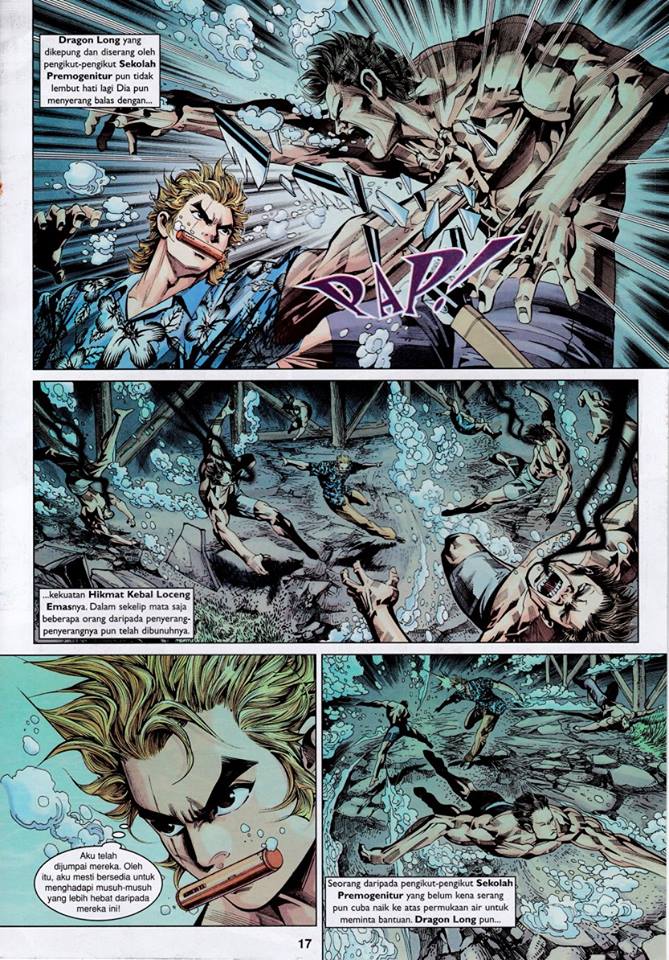 Dragon Long yang
dikepung dan diserang oleh
pengikut-pengikut Sekolah
Premogenitur pun tidak
lembut hati lagi Dia pun
menyerang balas dengan...
PAP!
...kekuatan Hikmat Kebal Loceng
Emasnya. Dalam sekelip mata saja
beberapa orang daripada penyerang-
penyerangnya pun telah dibunuhnya.
Aku telah
dijumpai mereka. Oleh
itu, aku mesti bersedia untuk
menghadapi musuh-musuh
yang lebih hebat daripada
mereka ini!
Seorang daripada pengikut-pengikut Sekolah
Premogenitur yang belum kena serang
pun cuba naik ke atas permukaan air untuk
meminta bantuan. Dragon Long pun...
17